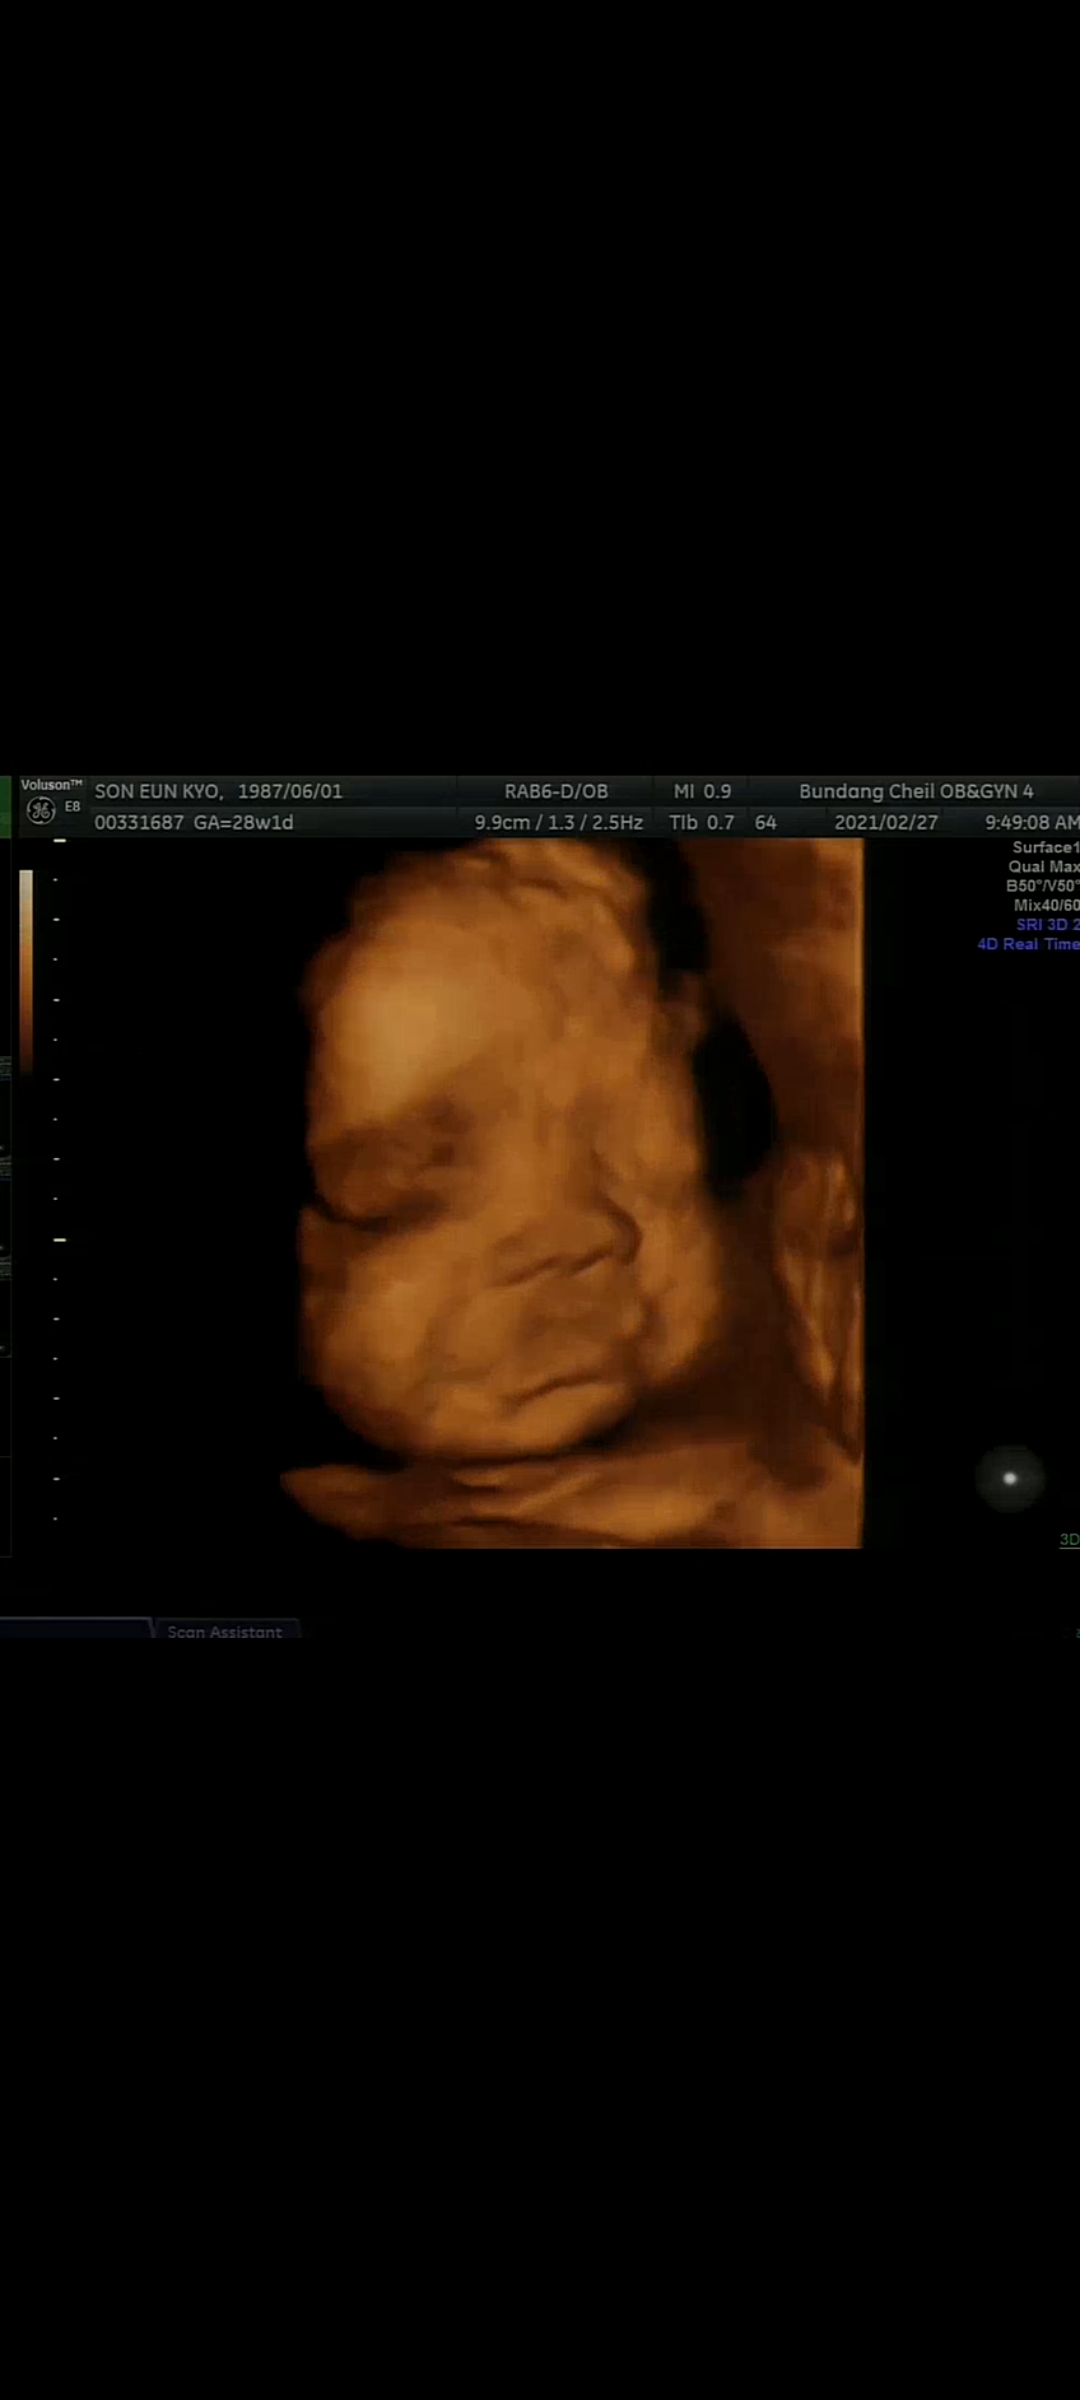 Voluson™
E8
SON EUN KYO, 1987/06/01 RAB6-D/OB MI 0.9 Bundang Cheil OB&GYN 4
00331687 GA=28w1d 9.9cm / 1.3 / 2.5Hz TIb 0.7 64 2021/02/27 9:49:08 AM
Surface1
Qual Max
B50°/V50°
Mix40/60
SRI 3D 2
4D Real Time
3D
Scan Assistant